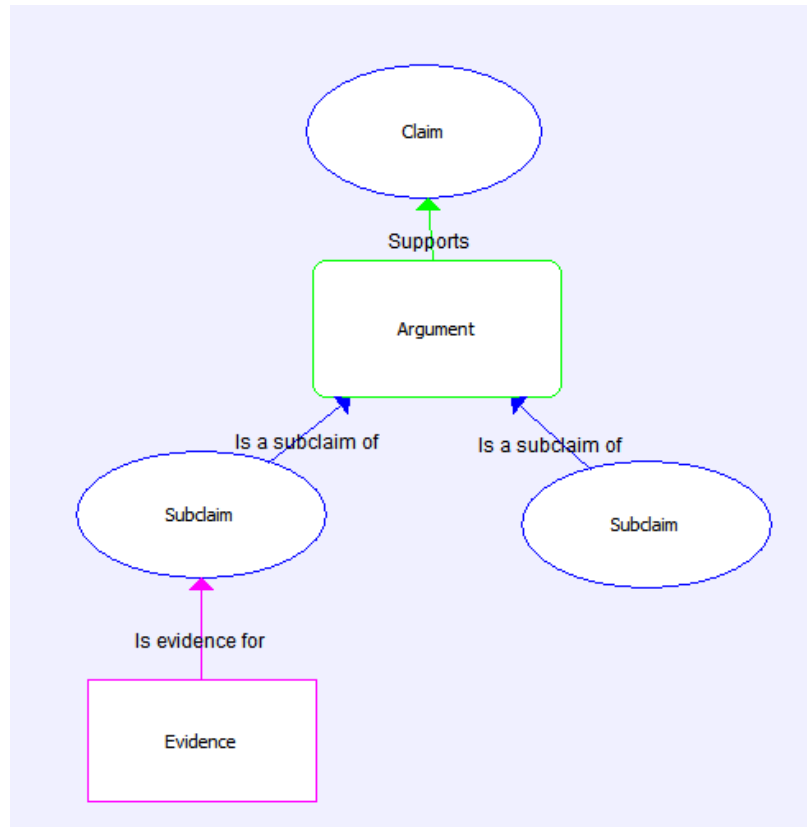 Claim
Supports
Argument
Is a subclaim of
Is a subclaim of
Subclaim
Subclaim
Is evidence for
Evidence